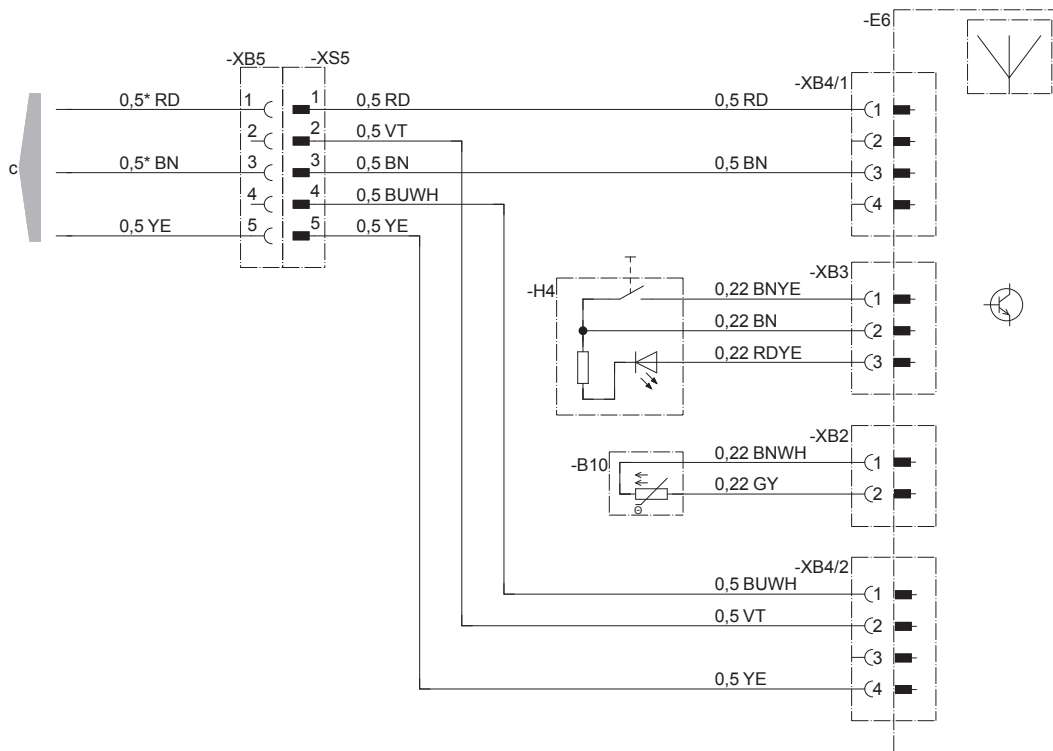 -E6
-XB5 -XS5
-XB4/1
0,5* RD 1 1 0,5 RD 0,5 RD 1
2 2 0,5 VT 2
c 0,5* BN 3 3 0,5 BN 0,5 BN 3
4 4 0,5 BUWH 4
0,5 YE 5 5 0,5 YE
-XB3
-H4 0,22 BNYE 1
0,22 BN 2
0,22 RDYE 3
-XB2
-B10 0,22 BNWH 1
0,22 GY 2
Θ
-XB4/2
0,5 BUWH 1
0,5 VT 2
3
0,5 YE 4